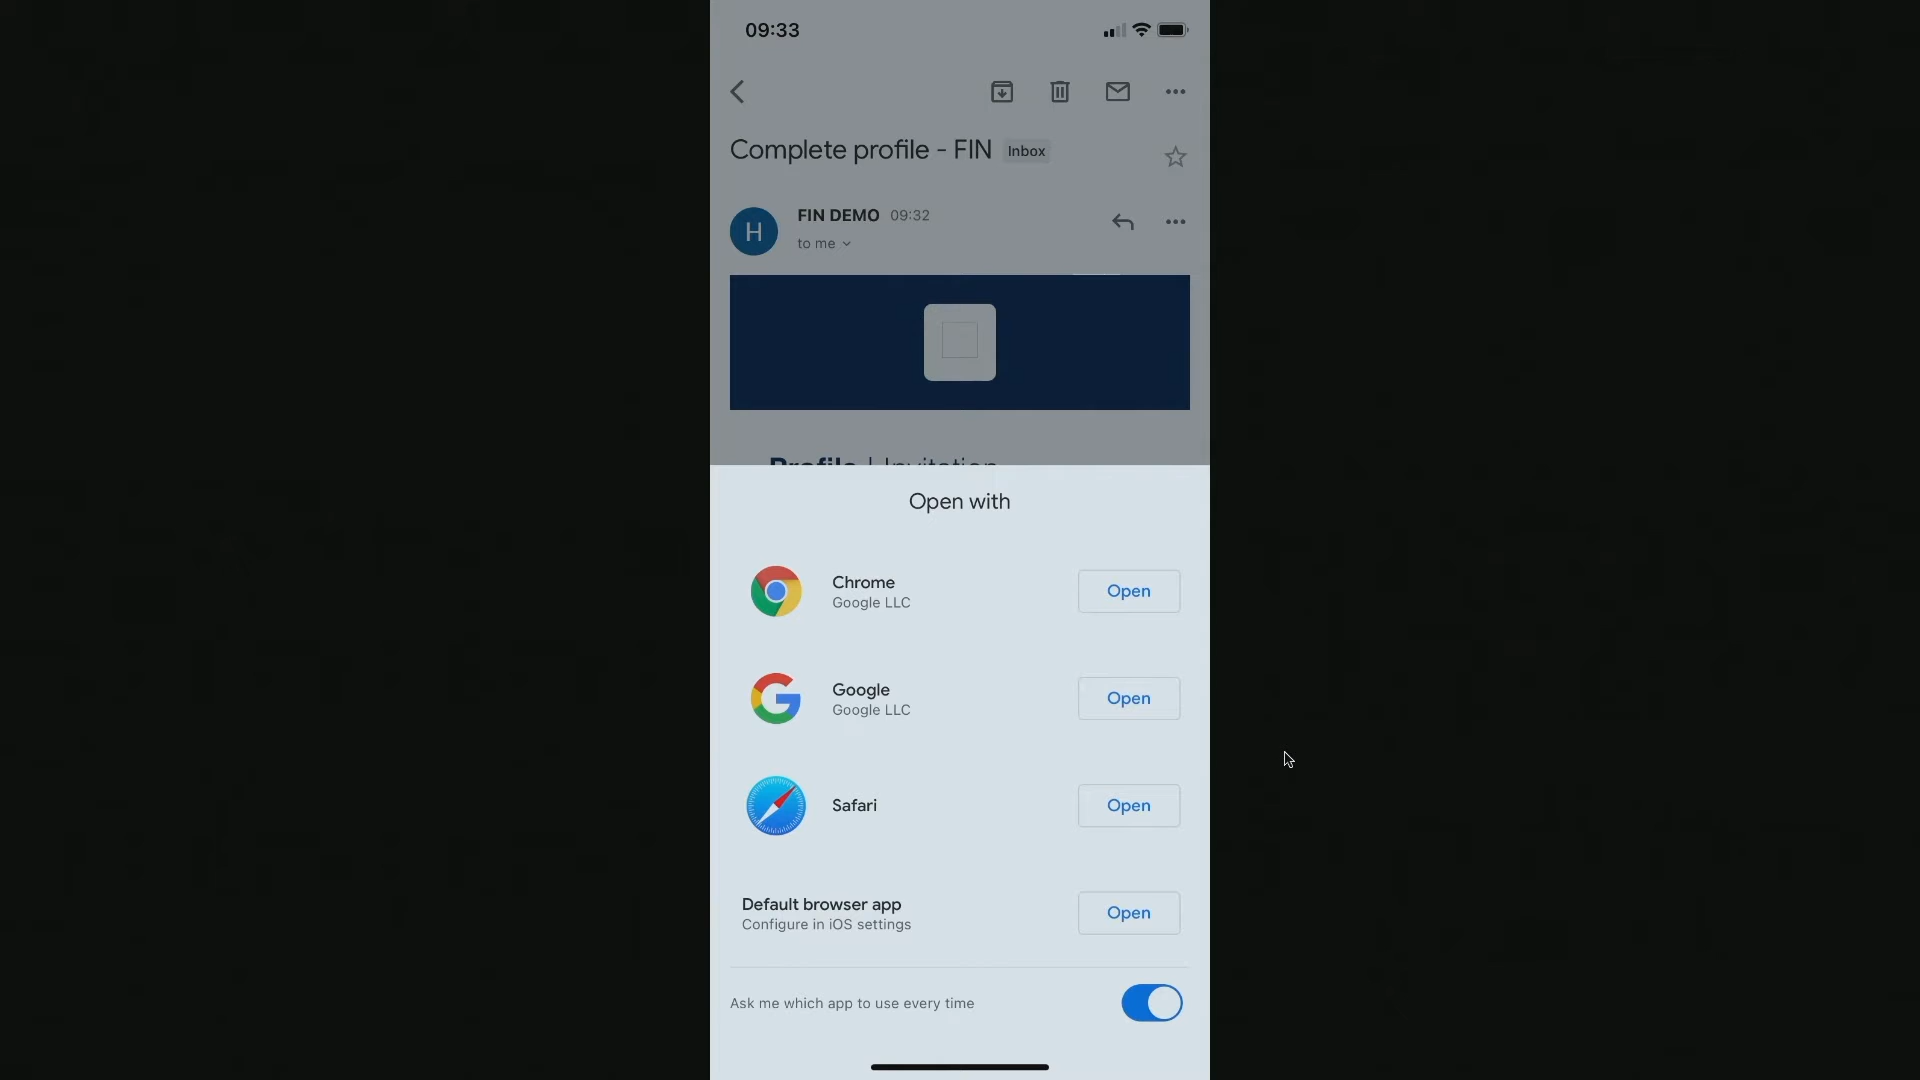 09:33
Complete profile - FIN Inbox
H
FIN DEMO 09:32
to me
Profile | Invitation
Open with
Chrome
Google LLC
Open
Google
Google LLC
Open
Safari
Open
Default browser app
Configure in iOS settings
Open
Ask me which app to use every time